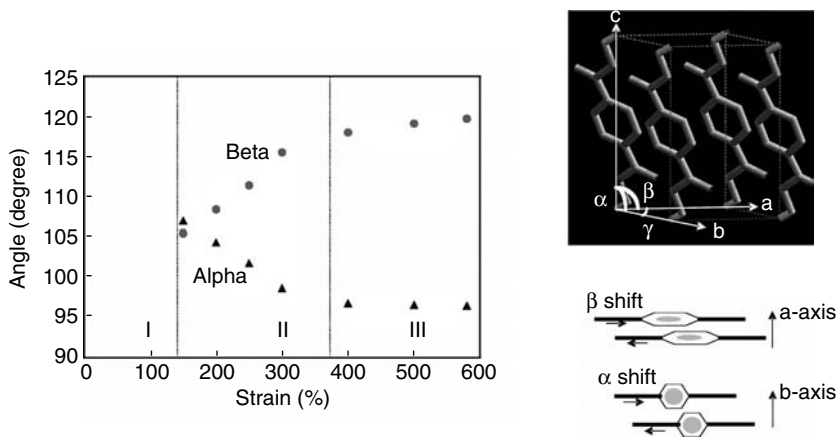 125
120
115
110
105
100
95
90
Angle (degree)
Beta
Alpha
I
II
III
0
100
200
300
400
500
600
Strain (%)
c
α
β
a
γ
b
β shift
a-axis
α shift
b-axis